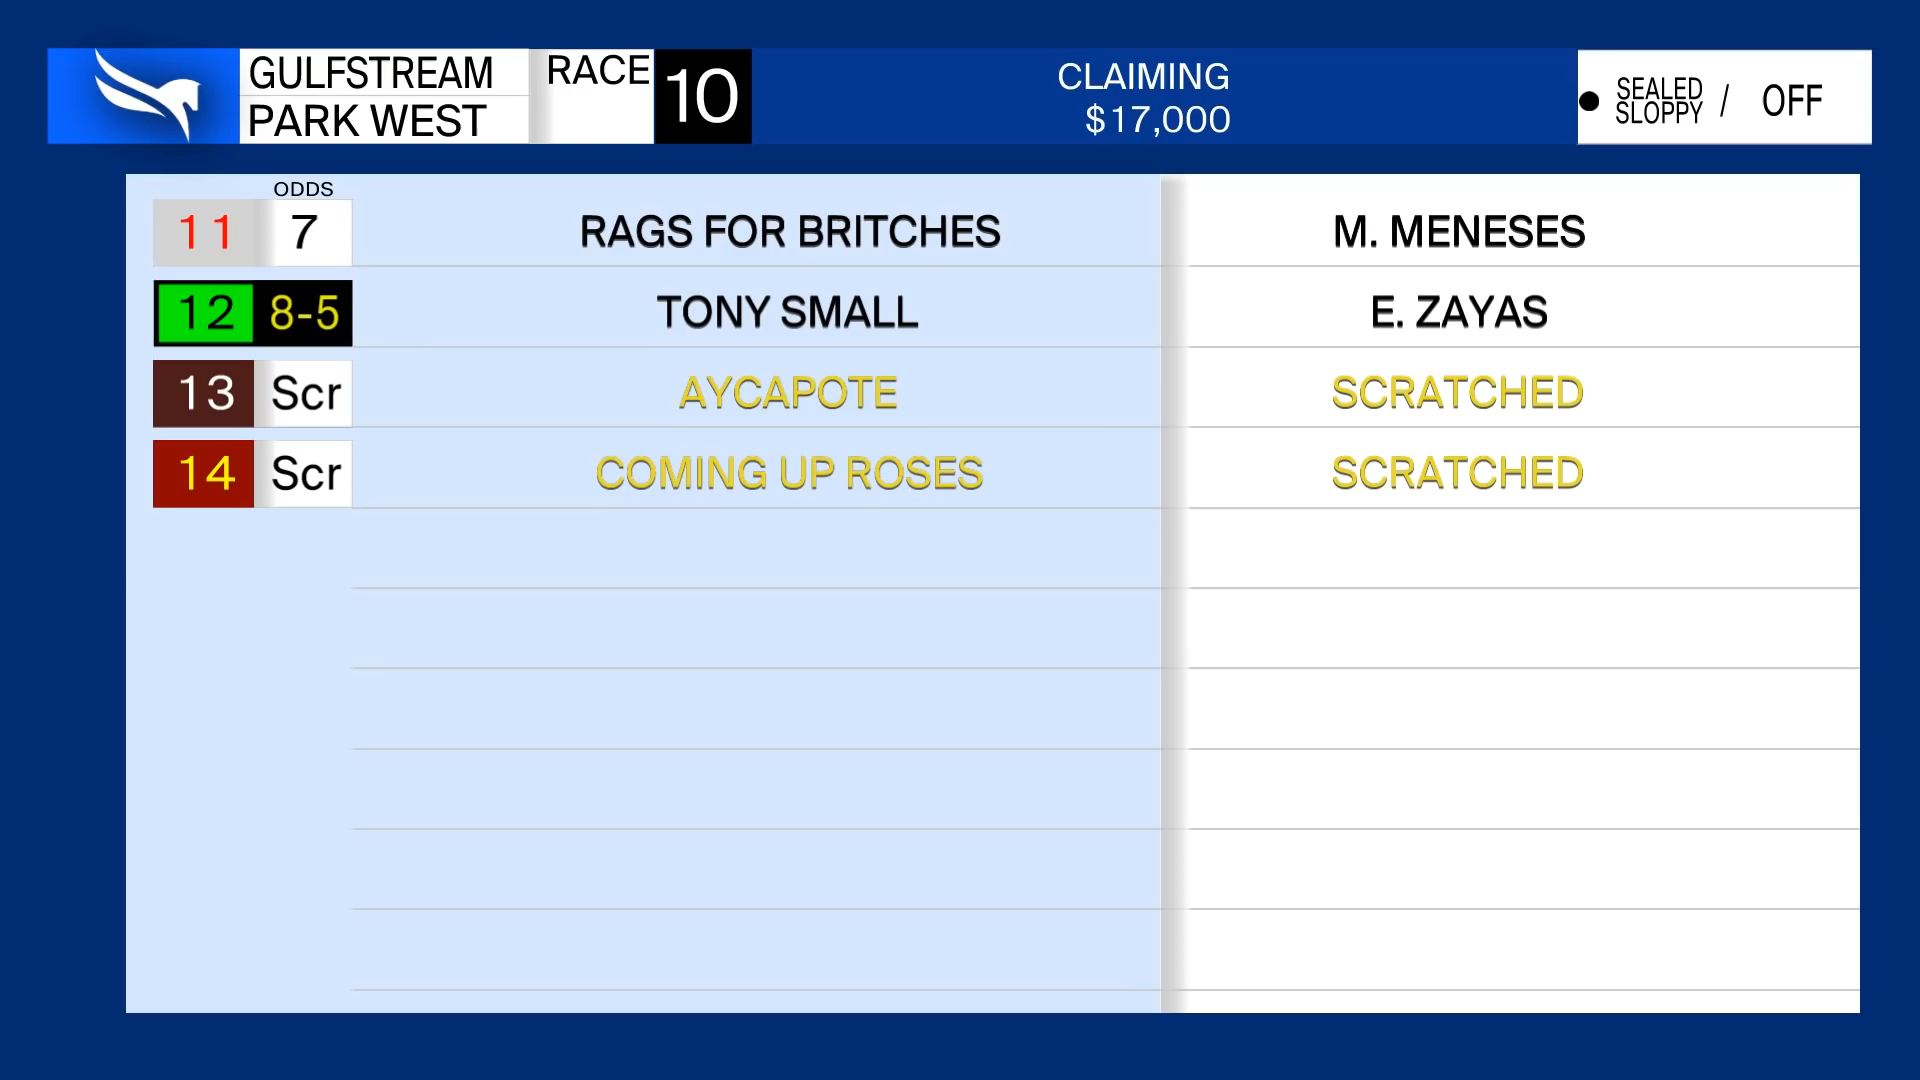 GULFSTREAM
PARK WEST
RACE
10
CLAIMING
$17,000
SEALED
SLOPPY
/ OFF
ODDS
11 7 RAGS FOR BRITCHES M. MENESES
12 8-5 TONY SMALL E. ZAYAS
13 Scr AYCAPOTE SCRATCHED
14 Scr COMING UP ROSES SCRATCHED